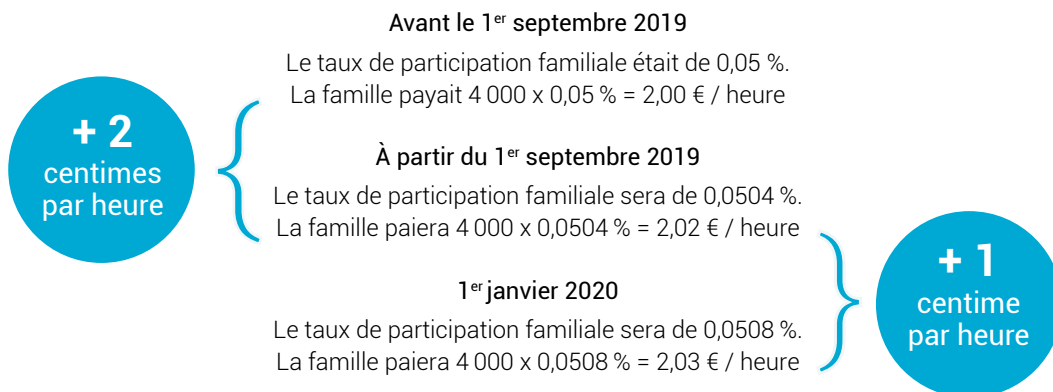 Avant le 1er septembre 2019
Le taux de participation familiale était de 0,05 %.
La famille payait 4 000 x 0,05 % = 2,00 € / heure
+ 2
centimes
par heure
À partir du 1er septembre 2019
Le taux de participation familiale sera de 0,0504 %.
La famille paiera 4 000 x 0,0504 % = 2,02 € / heure
1er janvier 2020
Le taux de participation familiale sera de 0,0508 %.
La famille paiera 4 000 x 0,0508 % = 2,03 € / heure
+ 1
centime
par heure